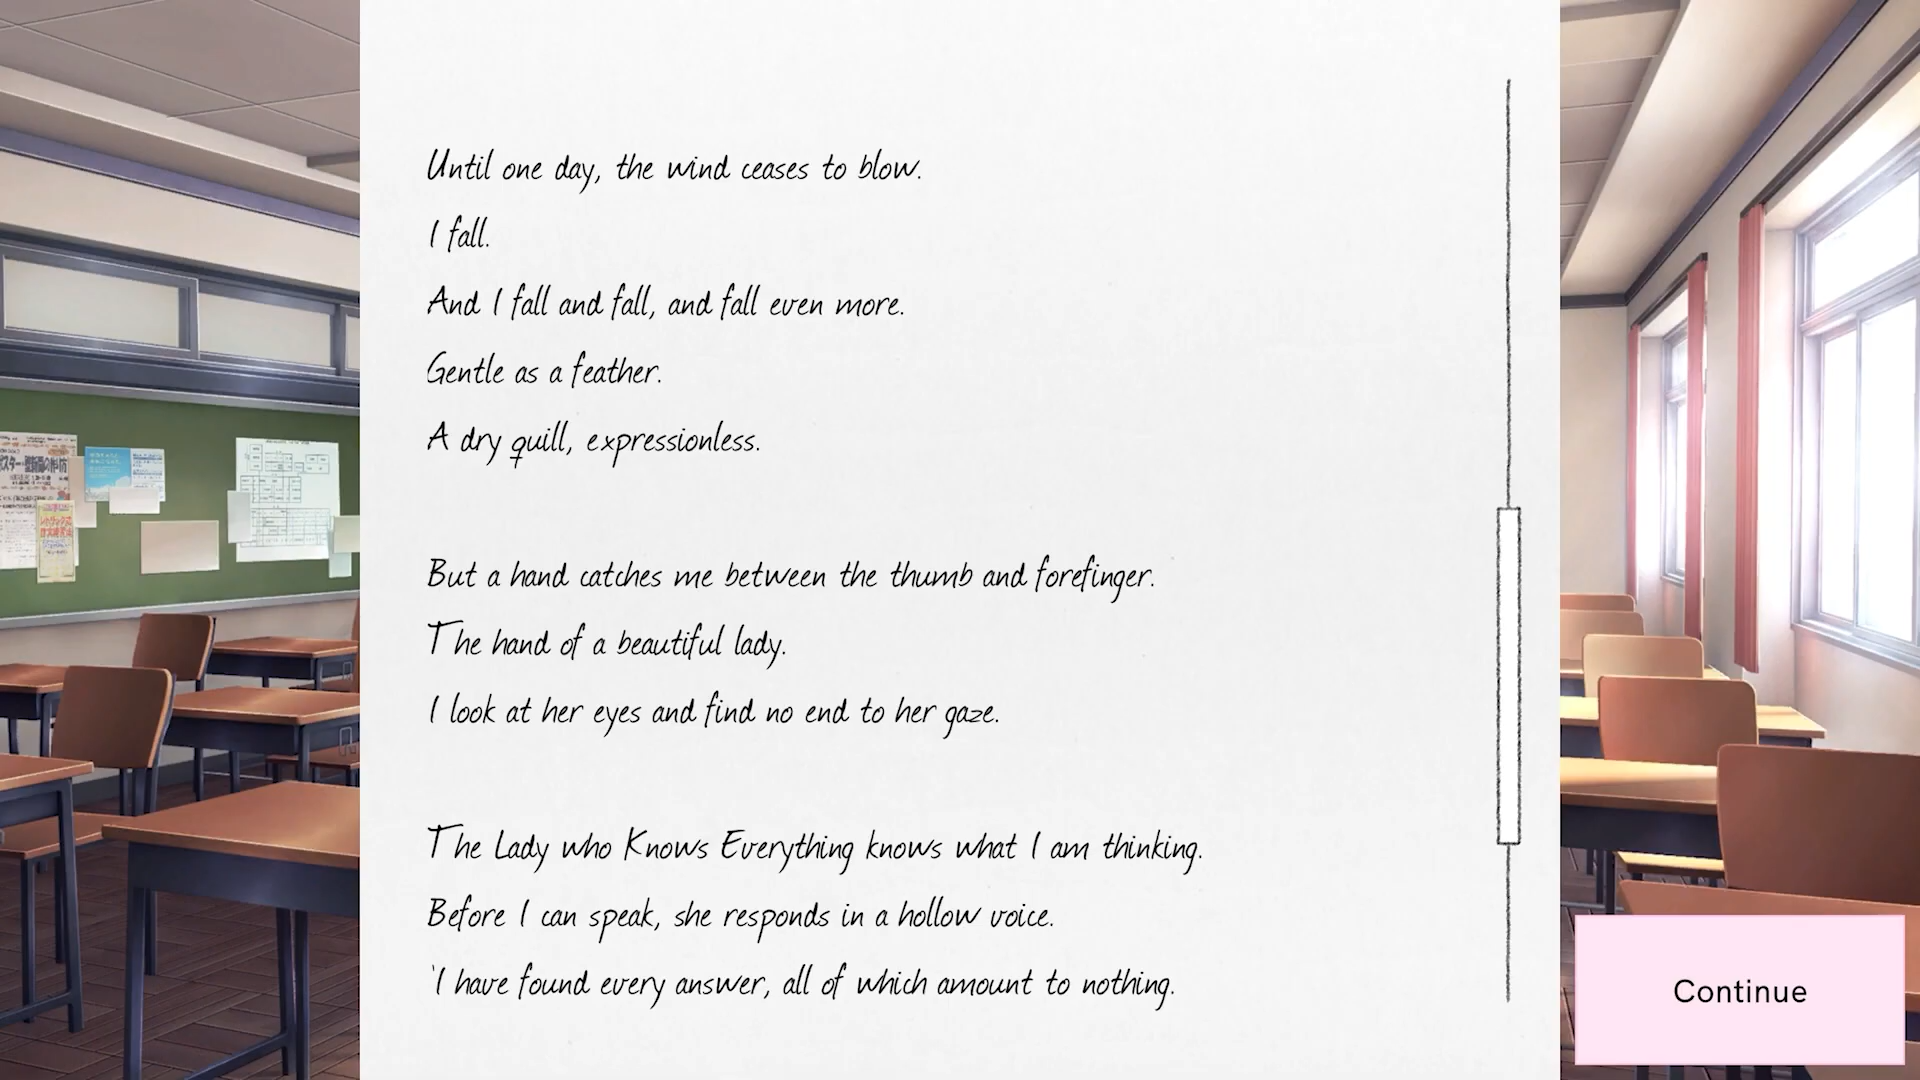 Until one day, the wind ceases to blow.
I fall.
And I fall and fall, and fall even more.
Gentle as a feather.
A dry quill, expressionless.
But a hand catches me between the thumb and forefinger.
The hand of a beautiful lady.
I look at her eyes and find no end to her gaze.
The Lady who Knows Everything knows what I am thinking.
Before I can speak, she responds in a hollow voice.
'I have found every answer, all of which amount to nothing.
Continue